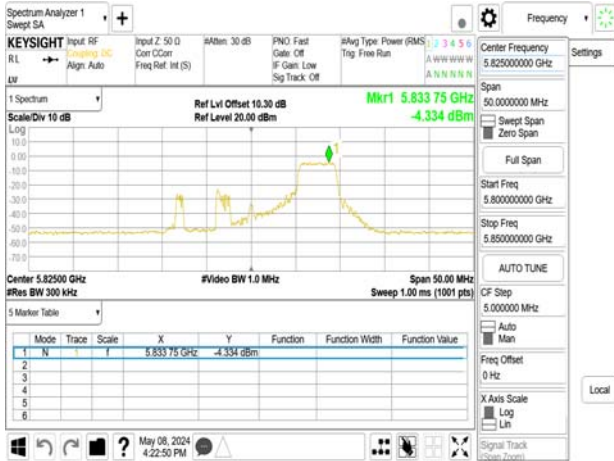 Spectrum Analyzer 1
Swept SA
+
Frequency
KEYSIGHT
RL
LXI
Input: RF
Coupling: DC
Align: Auto
Input Z: 50 Ω
Corr CCorr
Freq Ref: Int (S)
#Atten: 30 dB
PNO: Fast
Gate: Off
IF Gain: Low
Sig Track: Off
#Avg Type: Power (RMS
Trig: Free Run
1 2 3 4 5 6
A W W W W W
A N N N N N
Center Frequency
5.825000000 GHz
Settings
Span
50.0000000 MHz
Swept Span
Zero Span
Full Span
Start Freq
5.800000000 GHz
Stop Freq
5.850000000 GHz
AUTO TUNE
CF Step
5.000000 MHz
Auto
Man
Freq Offset
0 Hz
X Axis Scale
Log
Lin
Signal Track
(Span Zoom)
Local
1 Spectrum
Scale/Div 10 dB
Ref Lvl Offset 10.30 dB
Ref Level 20.00 dBm
Mkr1 5.833 75 GHz
-4.334 dBm
Log
10.0
0.00
-10.0
-20.0
-30.0
-40.0
-50.0
-60.0
-70.0
1
Center 5.82500 GHz
#Res BW 300 kHz
#Video BW 1.0 MHz
Span 50.00 MHz
Sweep 1.00 ms (1001 pts)
5 Marker Table
Mode Trace Scale X Y Function Function Width Function Value
1 N 1 f 5.833 75 GHz -4.334 dBm
2
3
4
5
6
?
May 08, 2024
4:22:50 PM